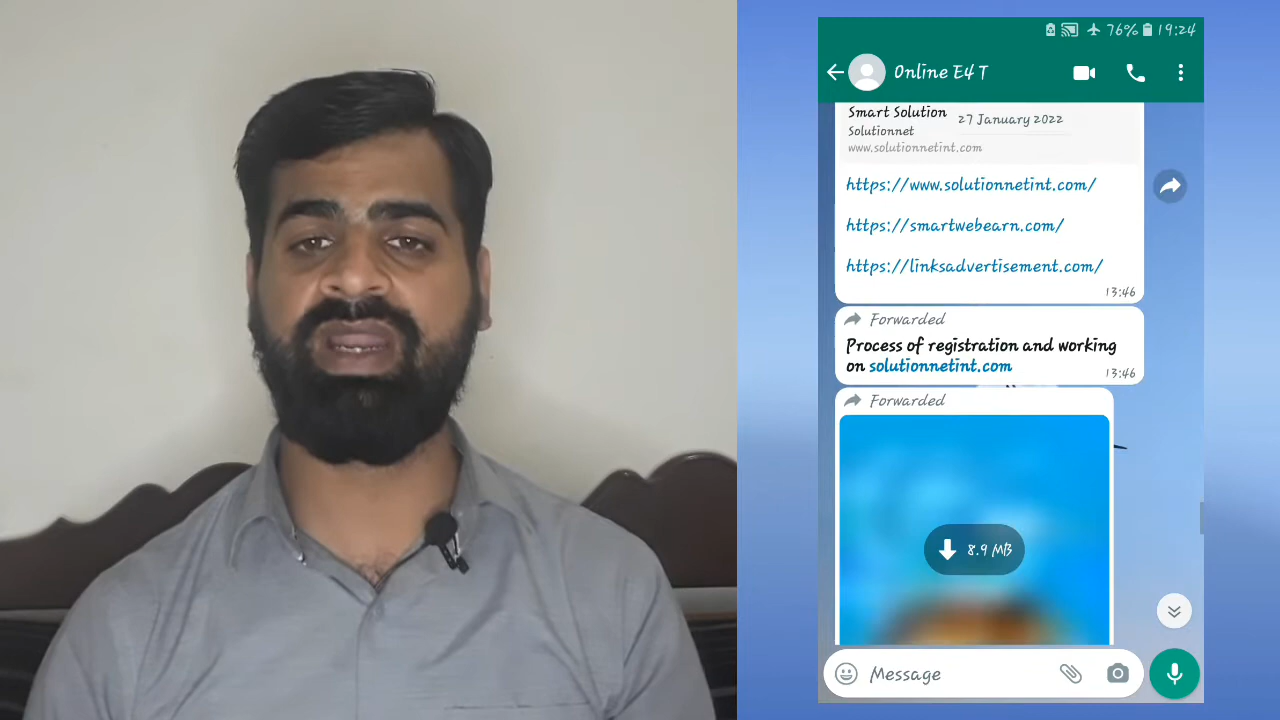 76% 19:24
Online E4 T
Smart Solution
27 January 2022
Solutionnet
www.solutionnetint.com
https://www.solutionnetint.com/
https://smartwebearn.com/
https://linksadvertisement.com/
13:46
Forwarded
Process of registration and working
on solutionnetint.com
13:46
Forwarded
8.9 MB
Message